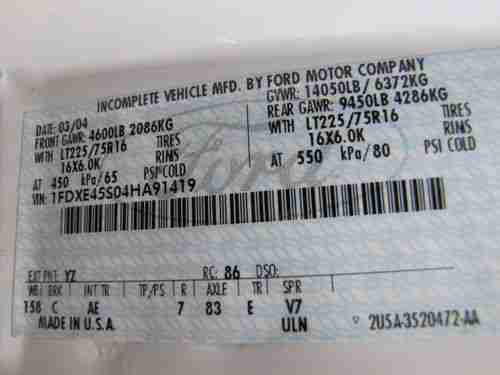 INCOMPLETE VEHICLE MFD. BY FORD MOTOR COMPANY
DATE: 03/04 GVWR: 14050LB/ 6372KG
FRONT GAWR: 4600LB 2086KG REAR GAWR: 9450LB 4286KG
WITH LT225/75R16 TIRES WITH LT225/75R16 TIRES
16X6.0K RIMS 16X6.0K RIMS
AT 450 kPa/65 PSI COLD AT 550 kPa/80 PSI COLD
VIN: 1FDXE45S04HA91419
Ford
EXT PNT: YZ RC: 86 DSO:
WB BRK INT TR TP/PS R AXLE TR SPR
158 C AE 7 83 E V7
MADE IN U.S.A. ULN 2U5A-3520472-AA